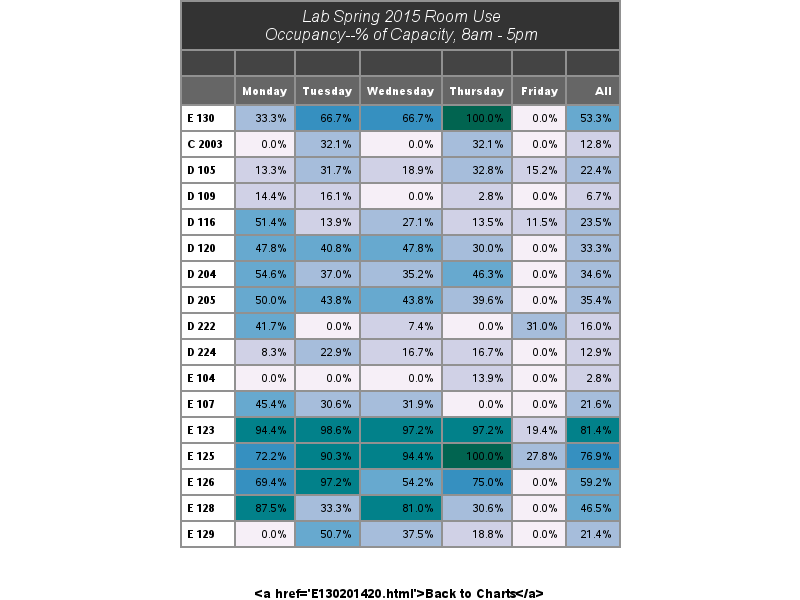 Lab Spring 2015 Room Use
Occupancy--% of Capacity, 8am - 5pm
Monday Tuesday Wednesday Thursday Friday All
E 130 33.3% 66.7% 66.7% 100.0% 0.0% 53.3%
C 2003 0.0% 32.1% 0.0% 32.1% 0.0% 12.8%
D 105 13.3% 31.7% 18.9% 32.8% 15.2% 22.4%
D 109 14.4% 16.1% 0.0% 2.8% 0.0% 6.7%
D 116 51.4% 13.9% 27.1% 13.5% 11.5% 23.5%
D 120 47.8% 40.8% 47.8% 30.0% 0.0% 33.3%
D 204 54.6% 37.0% 35.2% 46.3% 0.0% 34.6%
D 205 50.0% 43.8% 43.8% 39.6% 0.0% 35.4%
D 222 41.7% 0.0% 7.4% 0.0% 31.0% 16.0%
D 224 8.3% 22.9% 16.7% 16.7% 0.0% 12.9%
E 104 0.0% 0.0% 0.0% 13.9% 0.0% 2.8%
E 107 45.4% 30.6% 31.9% 0.0% 0.0% 21.6%
E 123 94.4% 98.6% 97.2% 97.2% 19.4% 81.4%
E 125 72.2% 90.3% 94.4% 100.0% 27.8% 76.9%
E 126 69.4% 97.2% 54.2% 75.0% 0.0% 59.2%
E 128 87.5% 33.3% 81.0% 30.6% 0.0% 46.5%
E 129 0.0% 50.7% 37.5% 18.8% 0.0% 21.4%
<a href='E130201420.html'>Back to Charts</a>